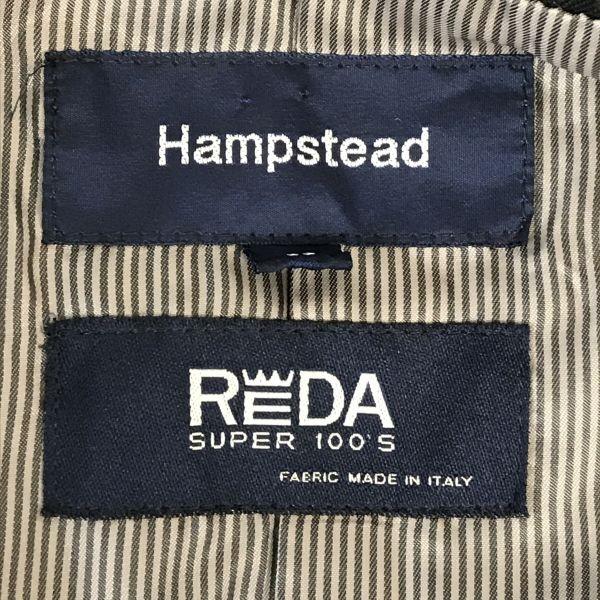 Hampstead
REDA
SUPER 100'S
FABRIC MADE IN ITALY